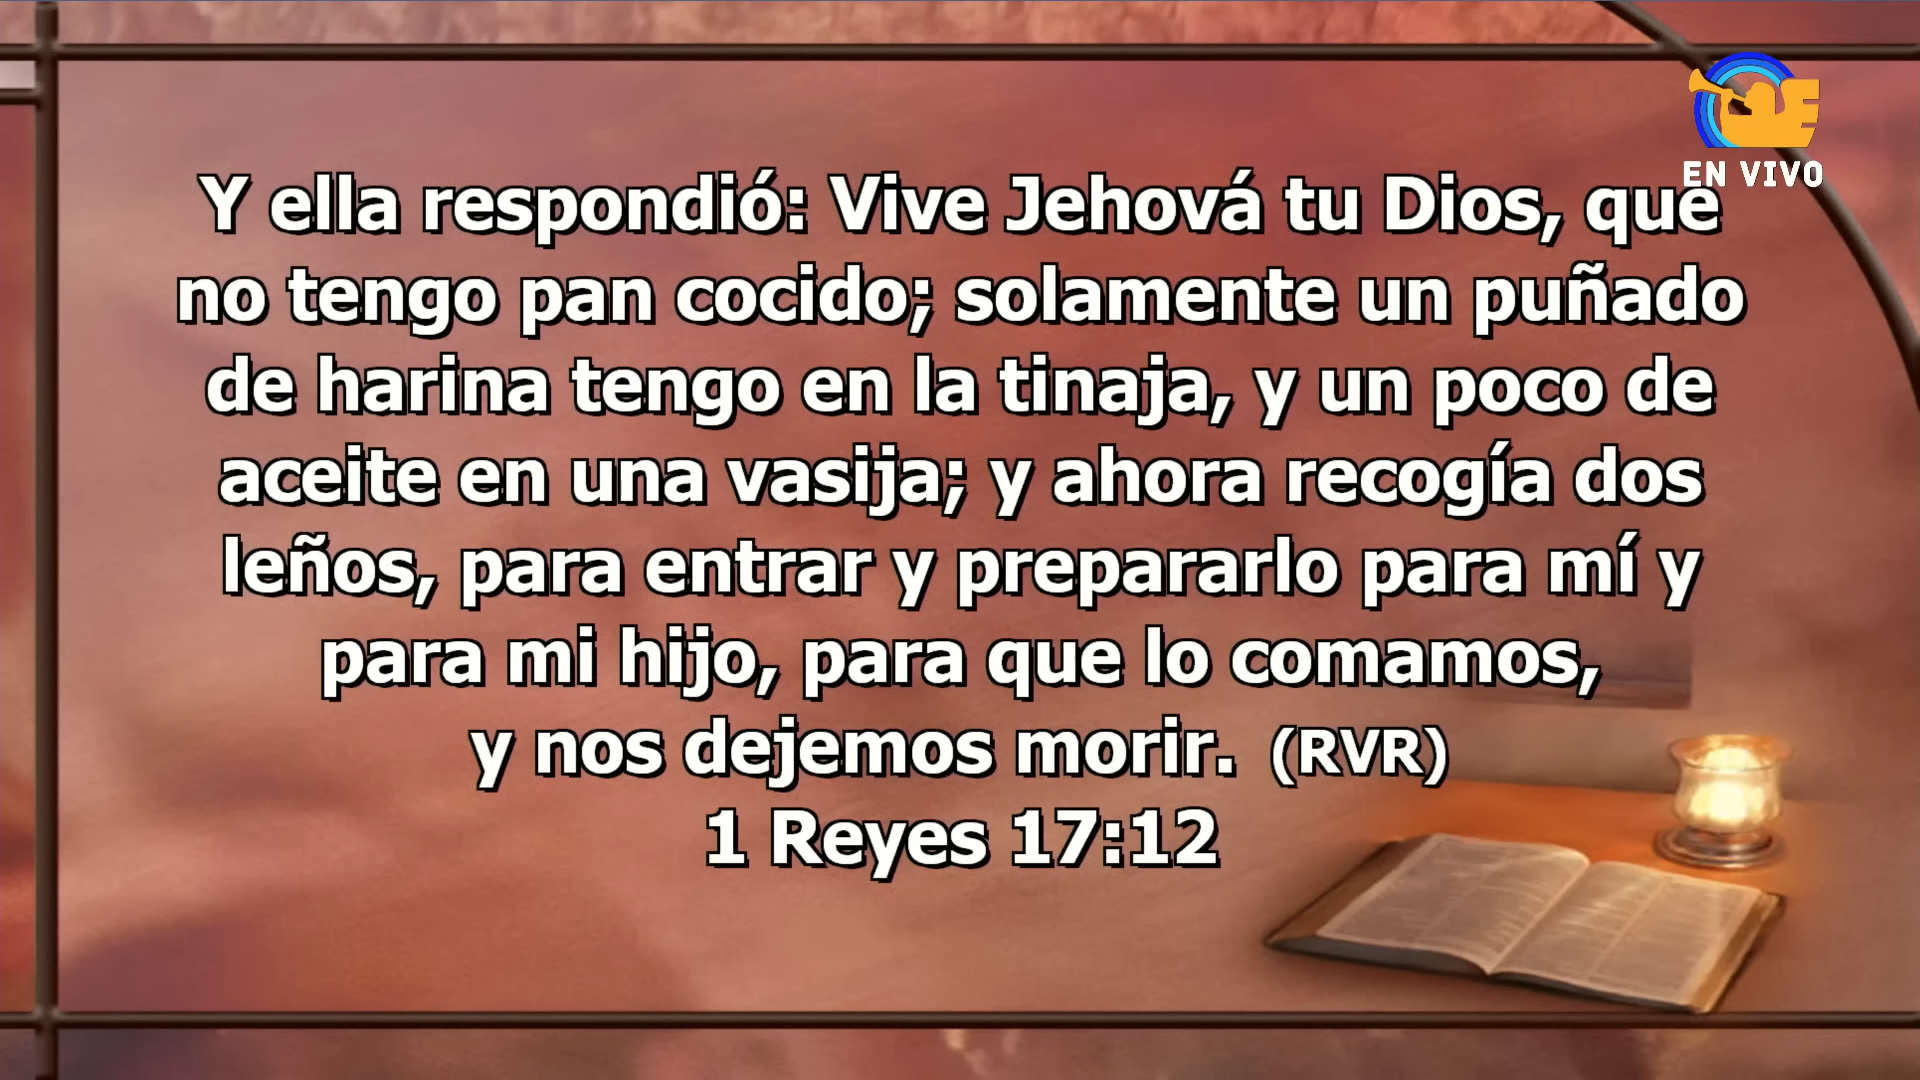 EN VIVO
Y ella respondió: Vive Jehová tu Dios, que
no tengo pan cocido; solamente un puñado
de harina tengo en la tinaja, y un poco de
aceite en una vasija; y ahora recogía dos
leños, para entrar y prepararlo para mí y
para mi hijo, para que lo comamos,
y nos dejemos morir. (RVR)
1 Reyes 17:12